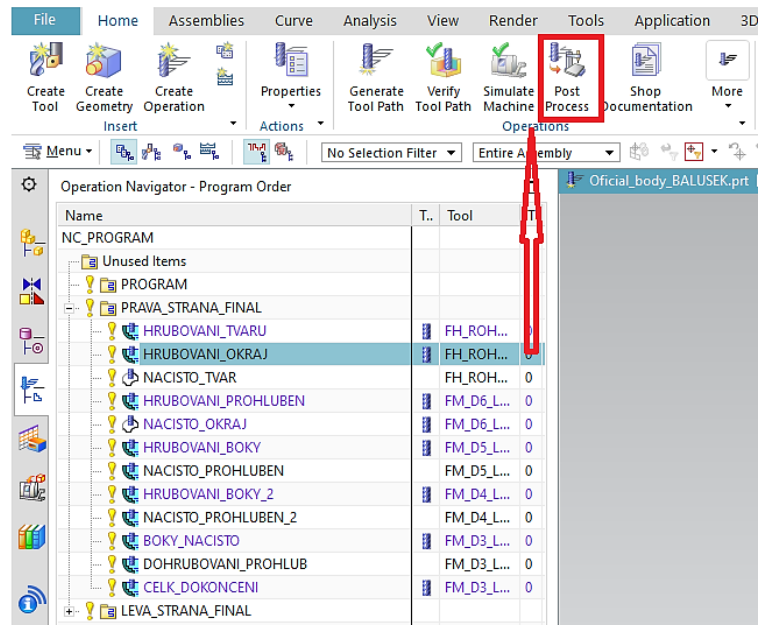 File Home Assemblies Curve Analysis View Render Tools Application 3D
Create Tool Create Geometry Create Operation Properties Generate Tool Path Verify Tool Path Simulate Machine Post Process Shop Documentation More
Insert Actions Operations
Menu No Selection Filter Entire Assembly
Operation Navigator - Program Order Oficial_body_BALUSEK.prt
Name T.. Tool T
NC_PROGRAM
Unused Items
PROGRAM
PRAVA_STRANA_FINAL
HRUBOVANI_TVARU FH_ROH... 0
HRUBOVANI_OKRAJ FH_ROH... 0
NACISTO_TVAR FH_ROH... 0
HRUBOVANI_PROHLUBEN FM_D6_L... 0
NACISTO_OKRAJ FM_D6_L... 0
HRUBOVANI_BOKY FM_D5_L... 0
NACISTO_PROHLUBEN FM_D5_L... 0
HRUBOVANI_BOKY_2 FM_D4_L... 0
NACISTO_PROHLUBEN_2 FM_D4_L... 0
BOKY_NACISTO FM_D3_L... 0
DOHRUBOVANI_PROHLUB FM_D3_L... 0
CELK_DOKONCENI FM_D3_L... 0
LEVA_STRANA_FINAL